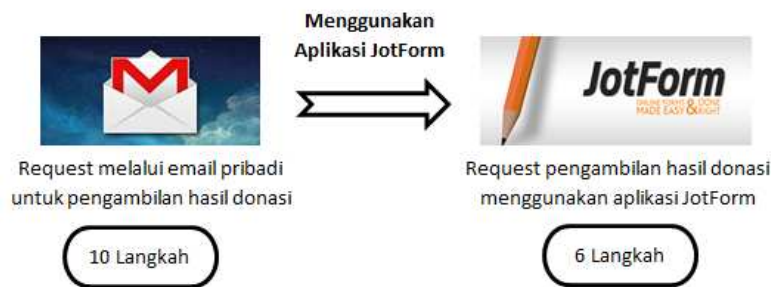 Menggunakan
Aplikasi JotForm
JotForm
ONLINE FORMS & DONE
MADE EASY & RIGHT
Request melalui email pribadi
untuk pengambilan hasil donasi
Request pengambilan hasil donasi
menggunakan aplikasi JotForm
10 Langkah
6 Langkah